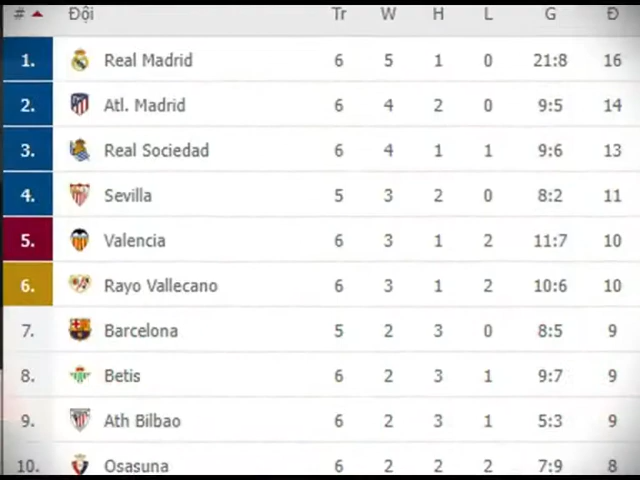 # Đội Tr W H L G Đ
1. Real Madrid 6 5 1 0 21:8 16
2. Atl. Madrid 6 4 2 0 9:5 14
3. Real Sociedad 6 4 1 1 9:6 13
4. Sevilla 5 3 2 0 8:2 11
5. Valencia 6 3 1 2 11:7 10
6. Rayo Vallecano 6 3 1 2 10:6 10
7. Barcelona 5 2 3 0 8:5 9
8. Betis 6 2 3 1 9:7 9
9. Ath Bilbao 6 2 3 1 5:3 9
10. Osasuna 6 2 2 2 7:9 8